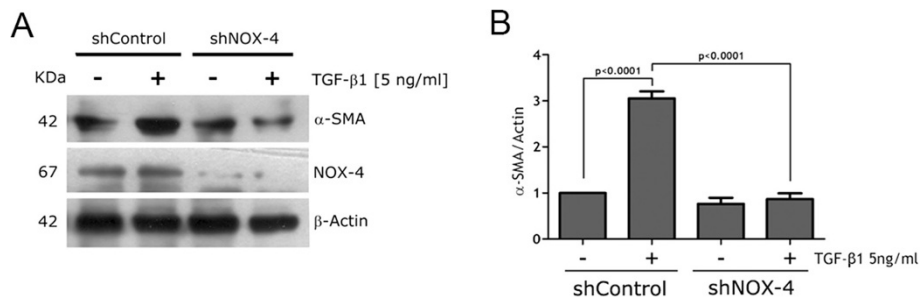 A
shControl shNOX-4
KDa - + - + TGF-β1 [5 ng/ml]
42 α-SMA
67 NOX-4
42 β-Actin
B
α-SMA/Actin
4
3
2
1
0
p<0.0001
p<0.0001
- + - + TGF-β1 5ng/ml
shControl shNOX-4